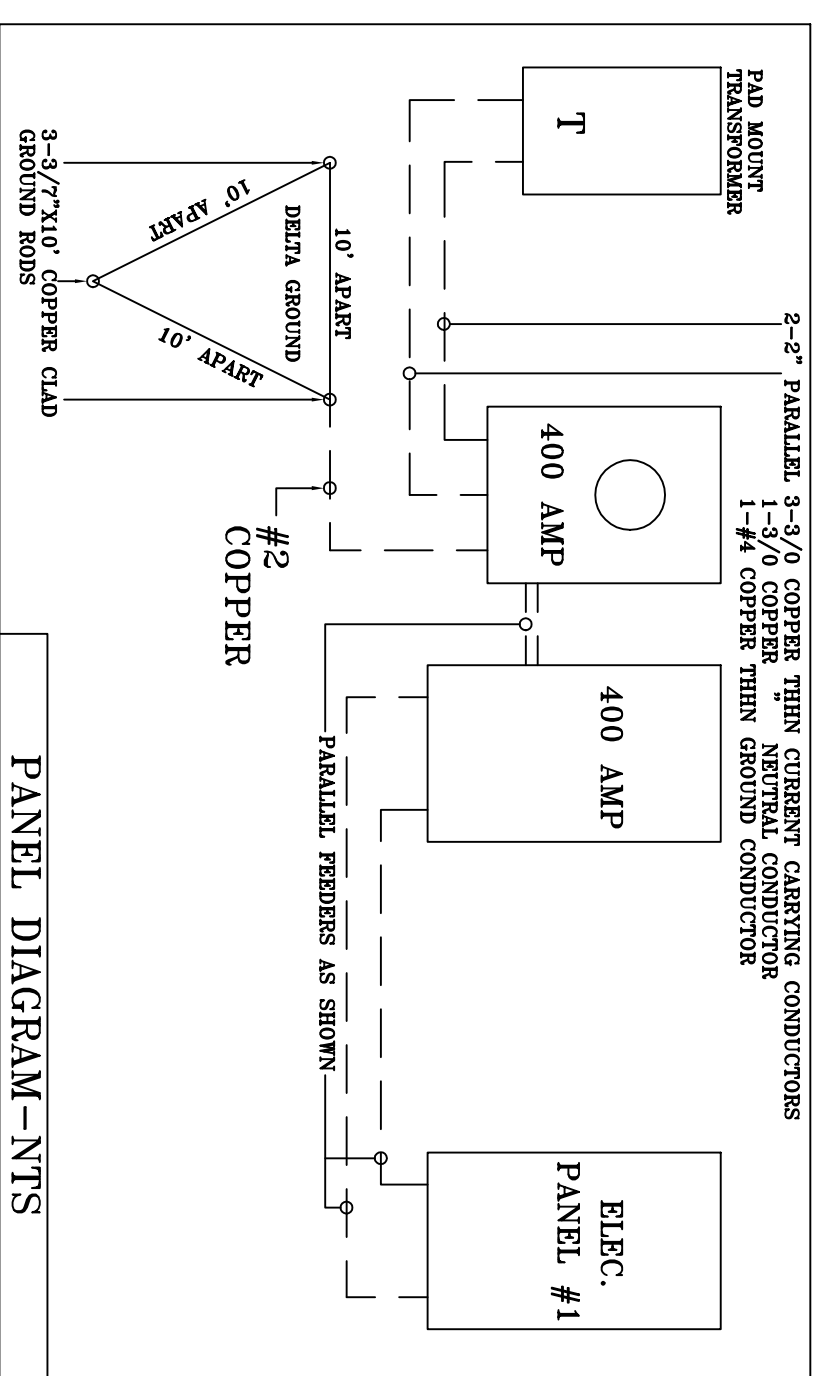 PAD MOUNT
TRANSFORMER
T
2-2" PARALLEL 3-3/0 COPPER THHN CURRENT CARRYING CONDUCTORS
1-3/0 COPPER " NEUTRAL CONDUCTOR
1-#4 COPPER THHN GROUND CONDUCTOR
400 AMP
400 AMP
ELEC.
PANEL #1
10' APART
DELTA GROUND
10' APART
10' APART
3-3/7"X10' COPPER CLAD
GROUND RODS
#2
COPPER
PARALLEL FEEDERS AS SHOWN
PANEL DIAGRAM-NTS